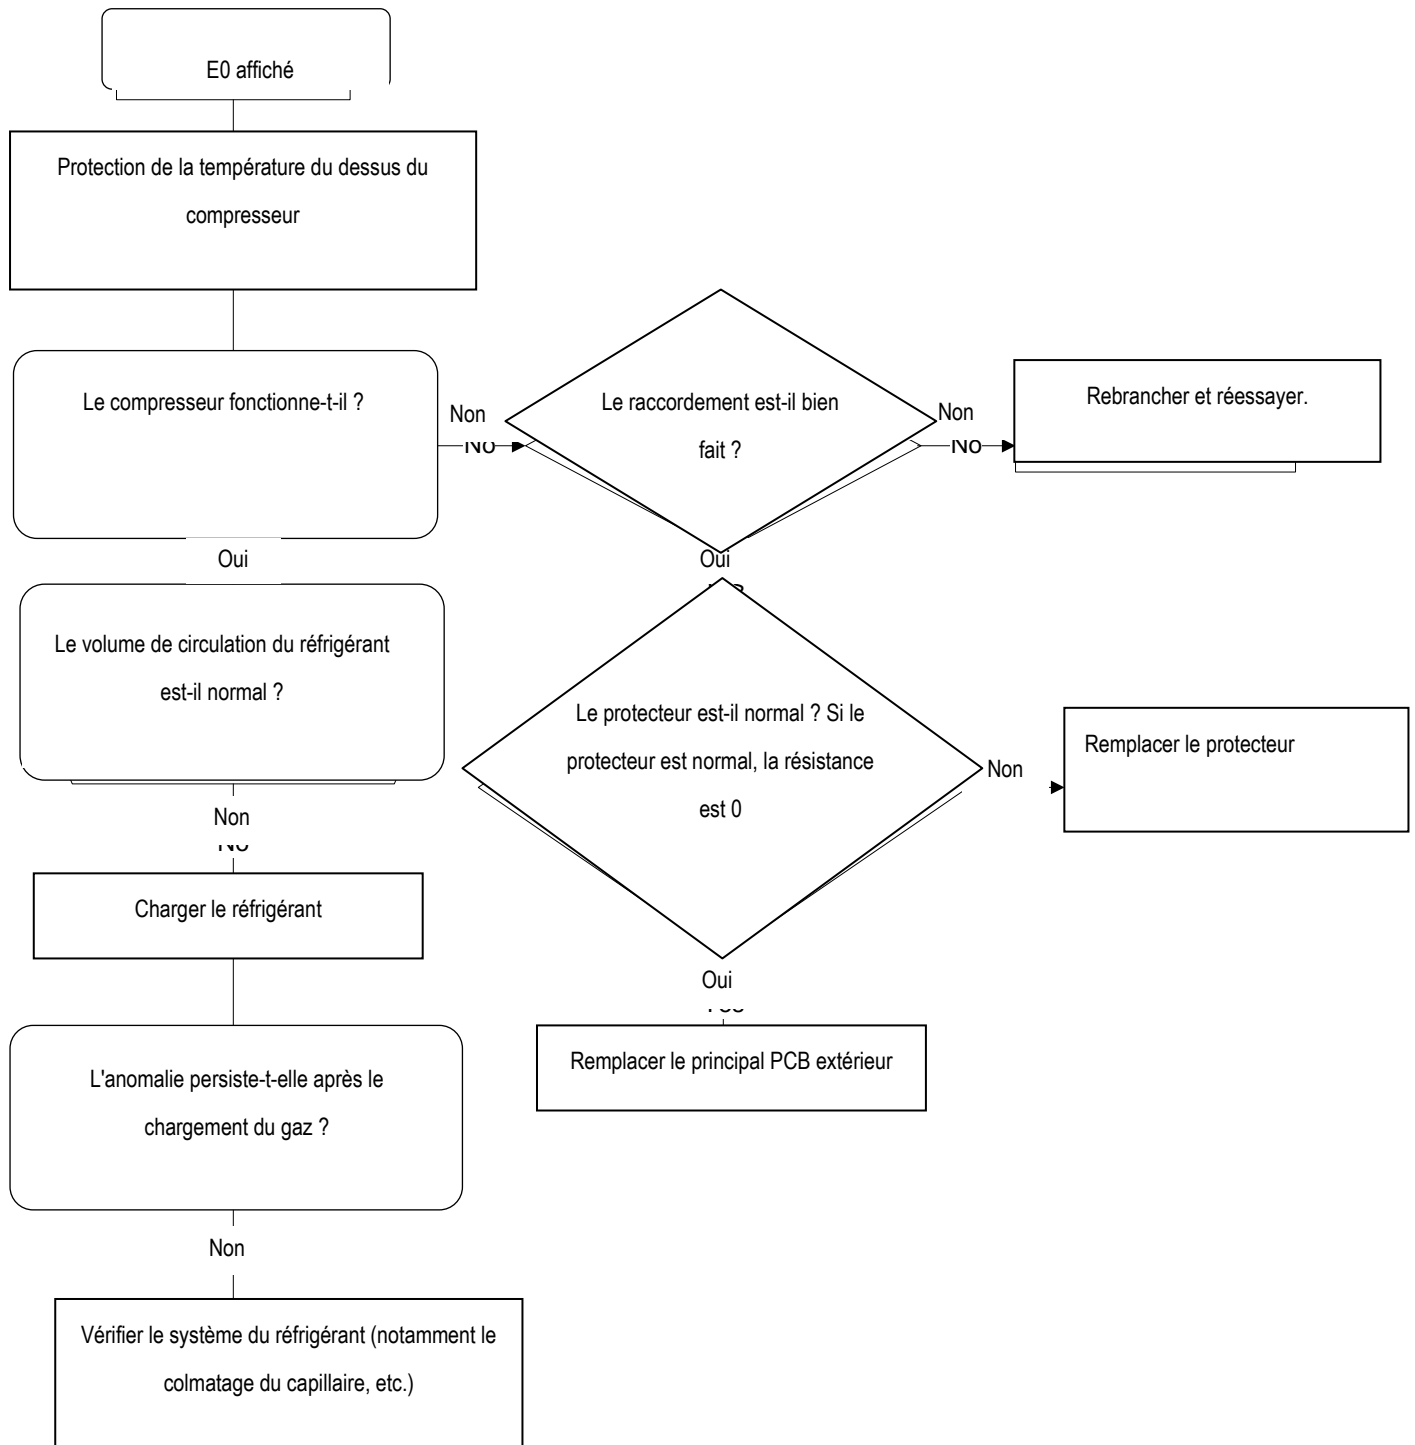 E0 affiché
Protection de la température du dessus du
compresseur
Le compresseur fonctionne-t-il ?
Non
No
Le raccordement est-il bien
fait ?
Non
No
Rebrancher et réessayer.
Oui
Oui
Le volume de circulation du réfrigérant
est-il normal ?
Le protecteur est-il normal ? Si le
protecteur est normal, la résistance
est 0
Non
Remplacer le protecteur
Non
No
Charger le réfrigérant
Oui
Remplacer le principal PCB extérieur
L'anomalie persiste-t-elle après le
chargement du gaz ?
Non
Vérifier le système du réfrigérant (notamment le
colmatage du capillaire, etc.)